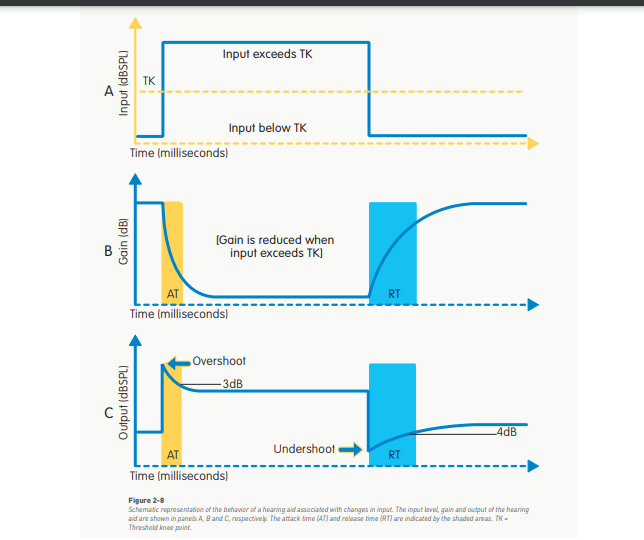 Input (dBSPL)
A
TK
Input exceeds TK
Input below TK
Time (milliseconds)
B
Gain (dB)
[Gain is reduced when
input exceeds TK]
AT
RT
Time (milliseconds)
C
Output (dBSPL)
Overshoot
3dB
Undershoot
4dB
AT
RT
Time (milliseconds)
Figure 2-8
Schematic representation of the behavior of a hearing aid associated with changes in input. The input level, gain and output of the hearing
aid are shown in panels A, B and C, respectively. The attack time [AT] and release time [RT] are indicated by the shaded areas. TK =
Threshold knee point.